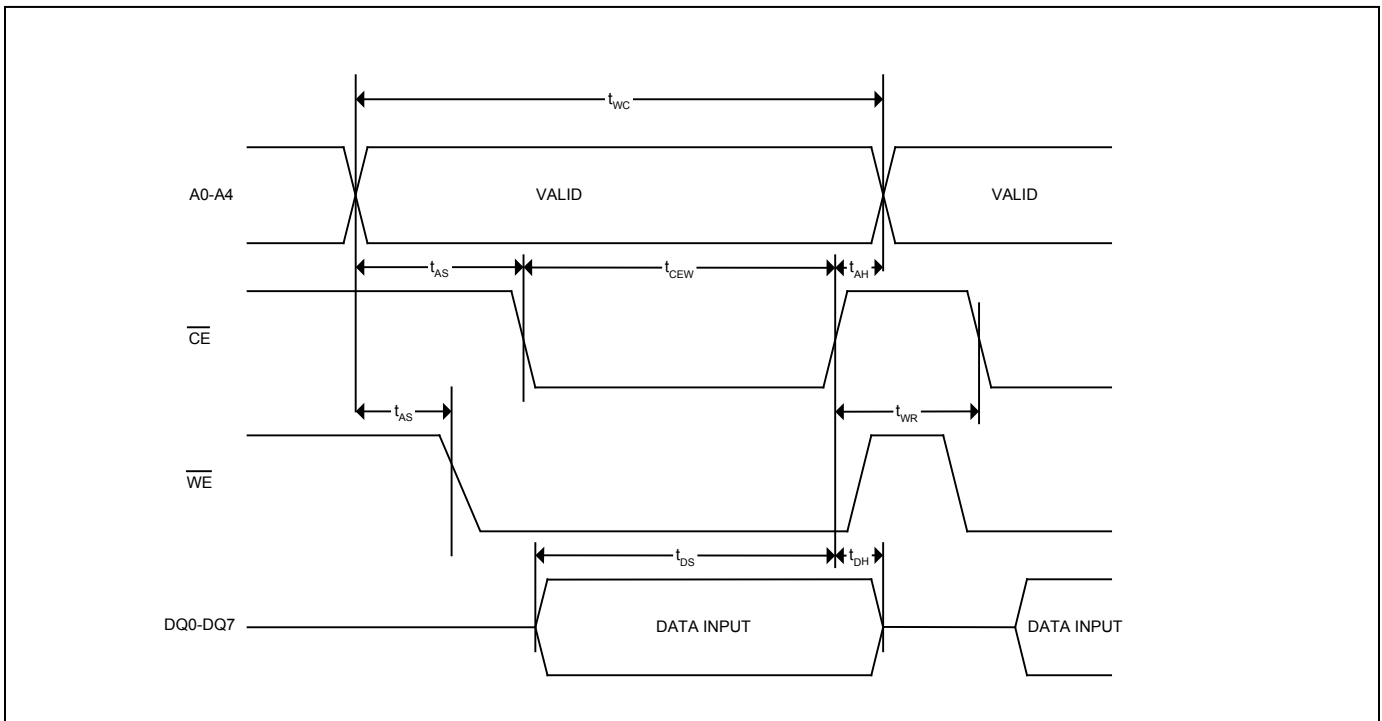 tWC
A0-A4 VALID VALID
tAS tCEW tAH
CE
tAS tWR
WE
tDS tDH
DQ0-DQ7 DATA INPUT DATA INPUT